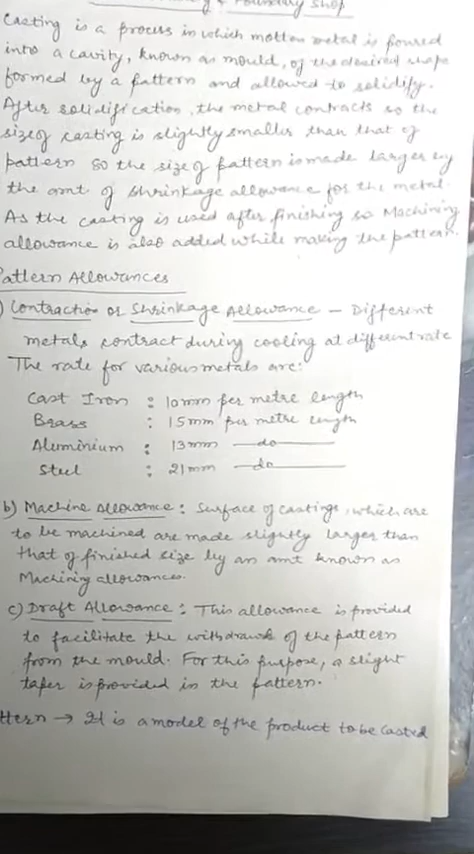 & Foundry Shop
Casting is a process in which molten metal is poured
into a cavity, known as mould, of the desired shape
formed by a pattern and allowed to solidify.
After solidification, the metal contracts so the
size of casting is slightly smaller than that of
pattern so the size of pattern is made larger by
the amt of shrinkage allowance for the metal.
As the casting is used after finishing so Machining
allowance is also added while making the pattern.
Pattern Allowances
) Contraction or Shrinkage Allowance – Different
metals contract during cooling at different rate
The rate for various metals are:
Cast Iron : 10mm per metre length
Brass : 15mm per metre length
Aluminium : 13mm —do—
Steel : 21mm —do—
b) Machine Allowance : Surface of castings, which are
to be machined are made slightly larger than
that of finished size by an amt known as
Machining allowances.
c) Draft Allowance : This allowance is provided
to facilitate the withdrawl of the pattern
from the mould. For this purpose, a slight
taper is provided in the pattern.
ttern → It is a model of the product to be casted